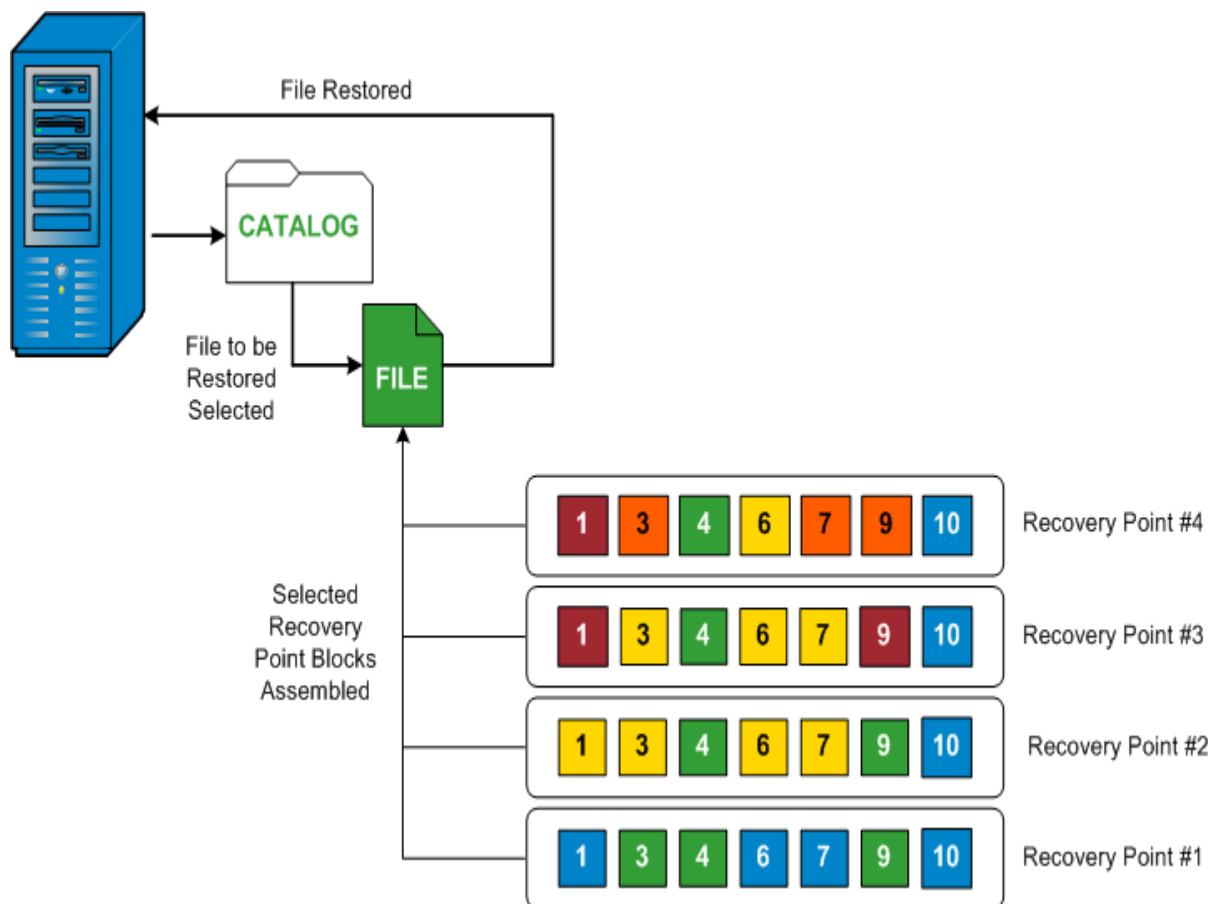 File Restored
CATALOG
File to be
Restored
Selected
FILE
Selected
Recovery
Point Blocks
Assembled
1 3 4 6 7 9 10 Recovery Point #4
1 3 4 6 7 9 10 Recovery Point #3
1 3 4 6 7 9 10 Recovery Point #2
1 3 4 6 7 9 10 Recovery Point #1